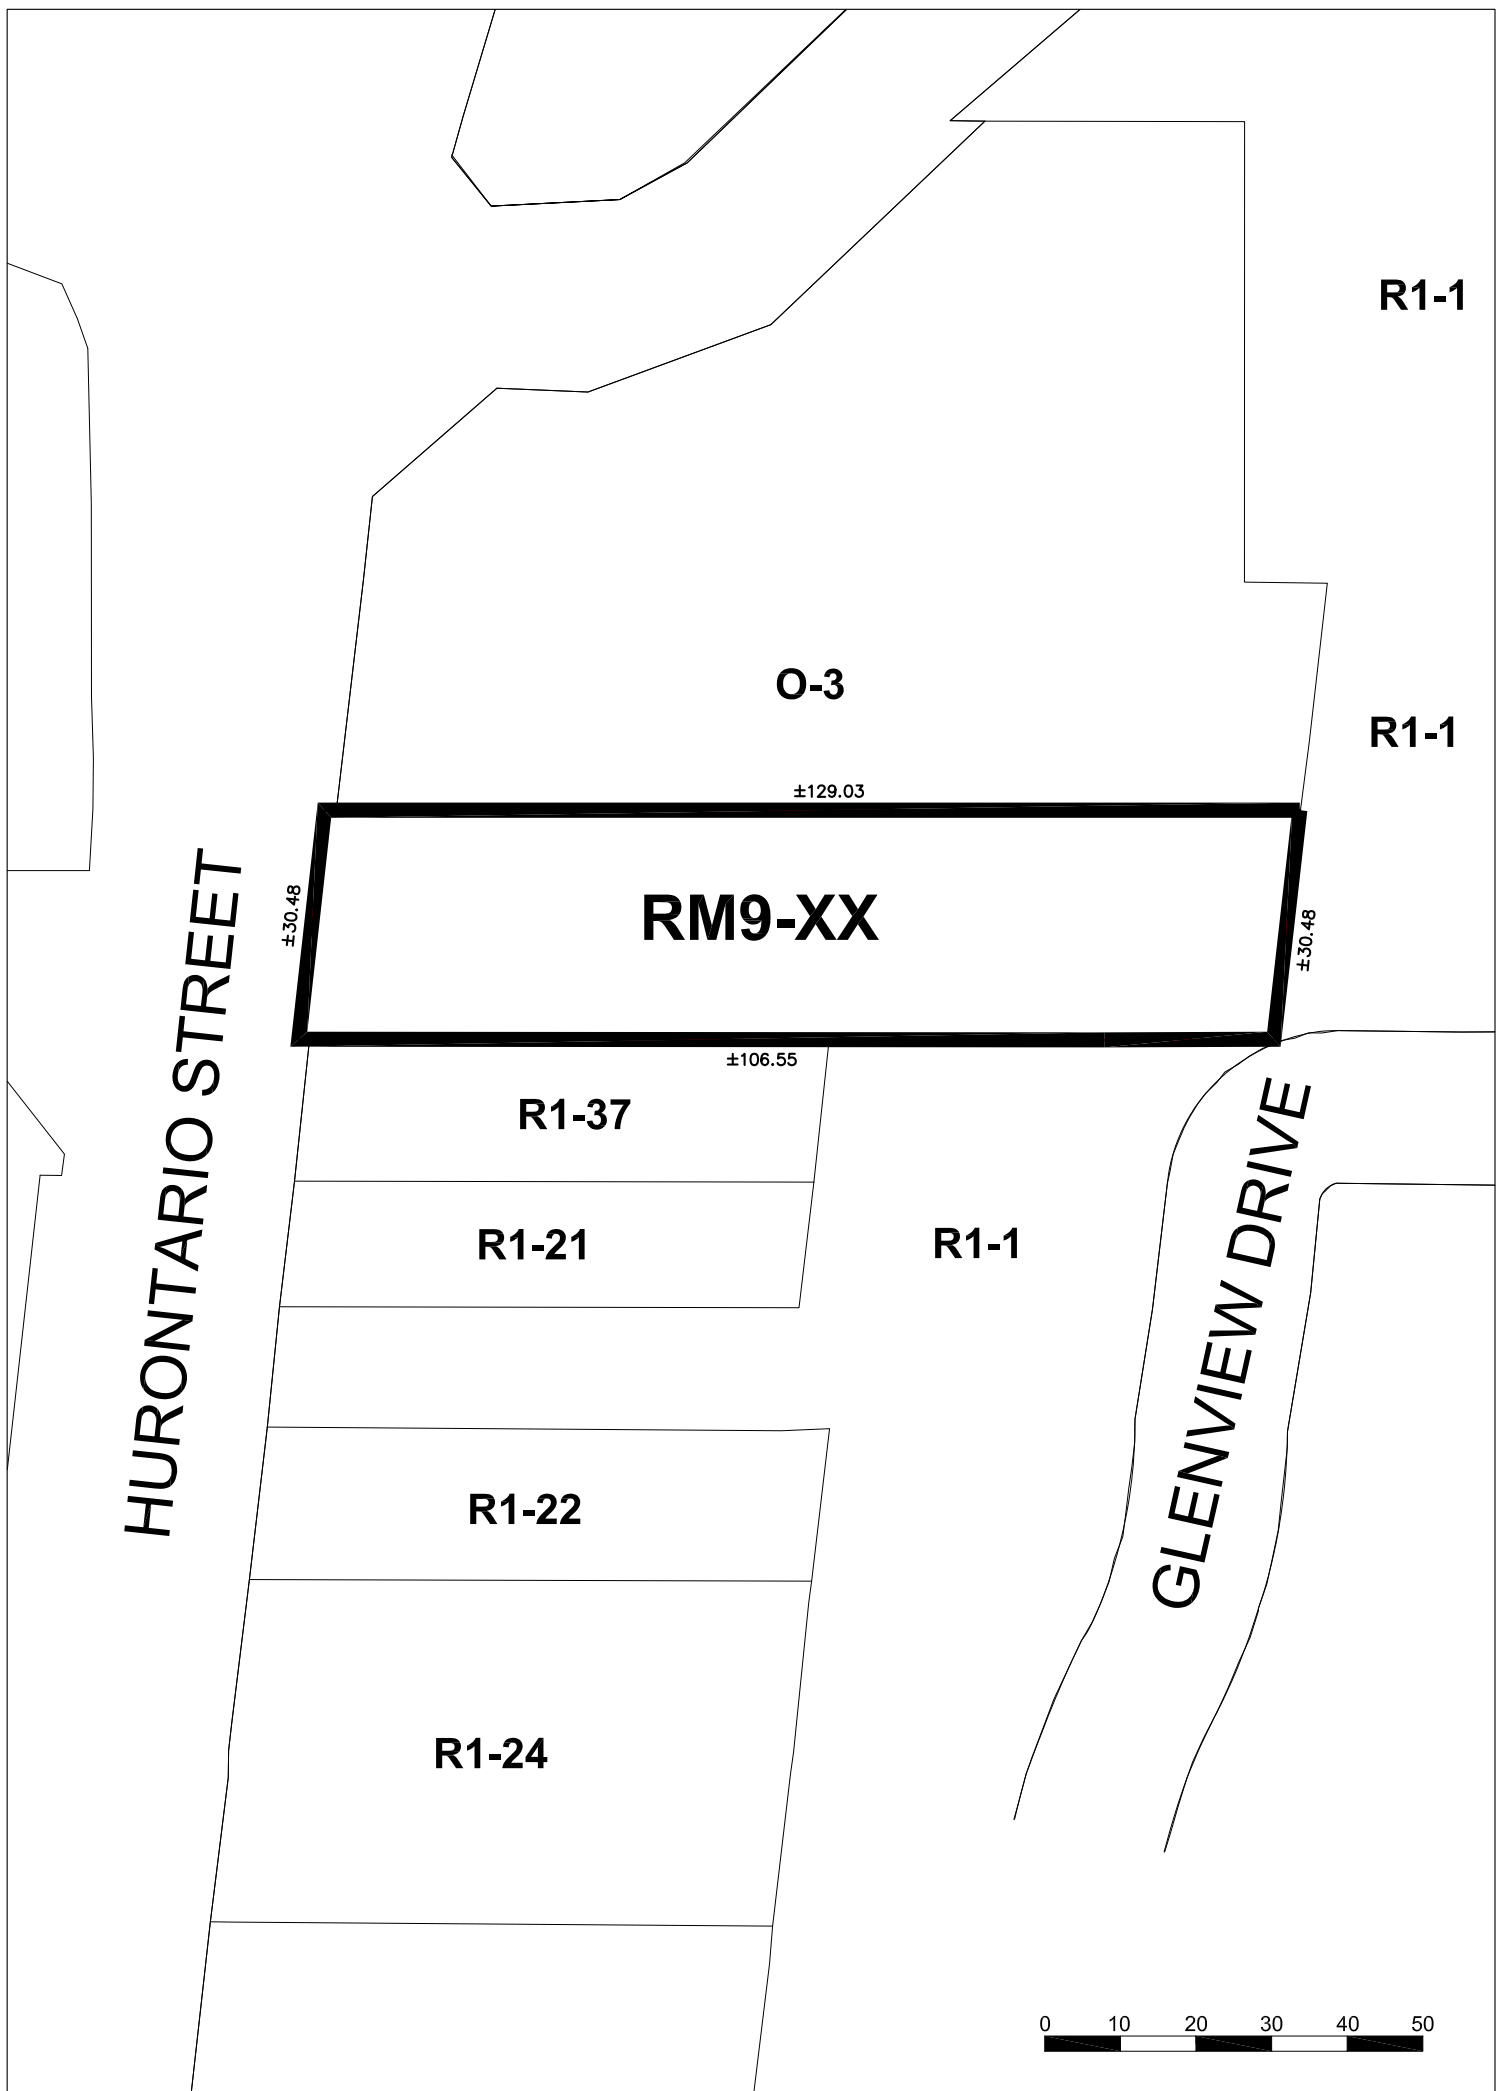 R1-1
O-3
R1-1
±129.03
±30.48
RM9-XX
±30.48
±106.55
HURONTARIO STREET
R1-37
GLENVIEW DRIVE
R1-21
R1-1
R1-22
R1-24
0 10 20 30 40 50